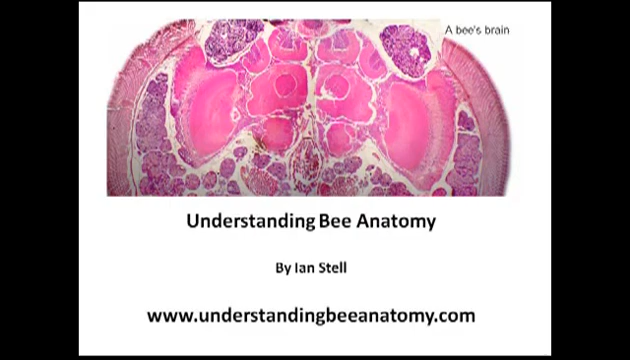 A bee's brain
Understanding Bee Anatomy
By Ian Stell
www.understandingbeeanatomy.com